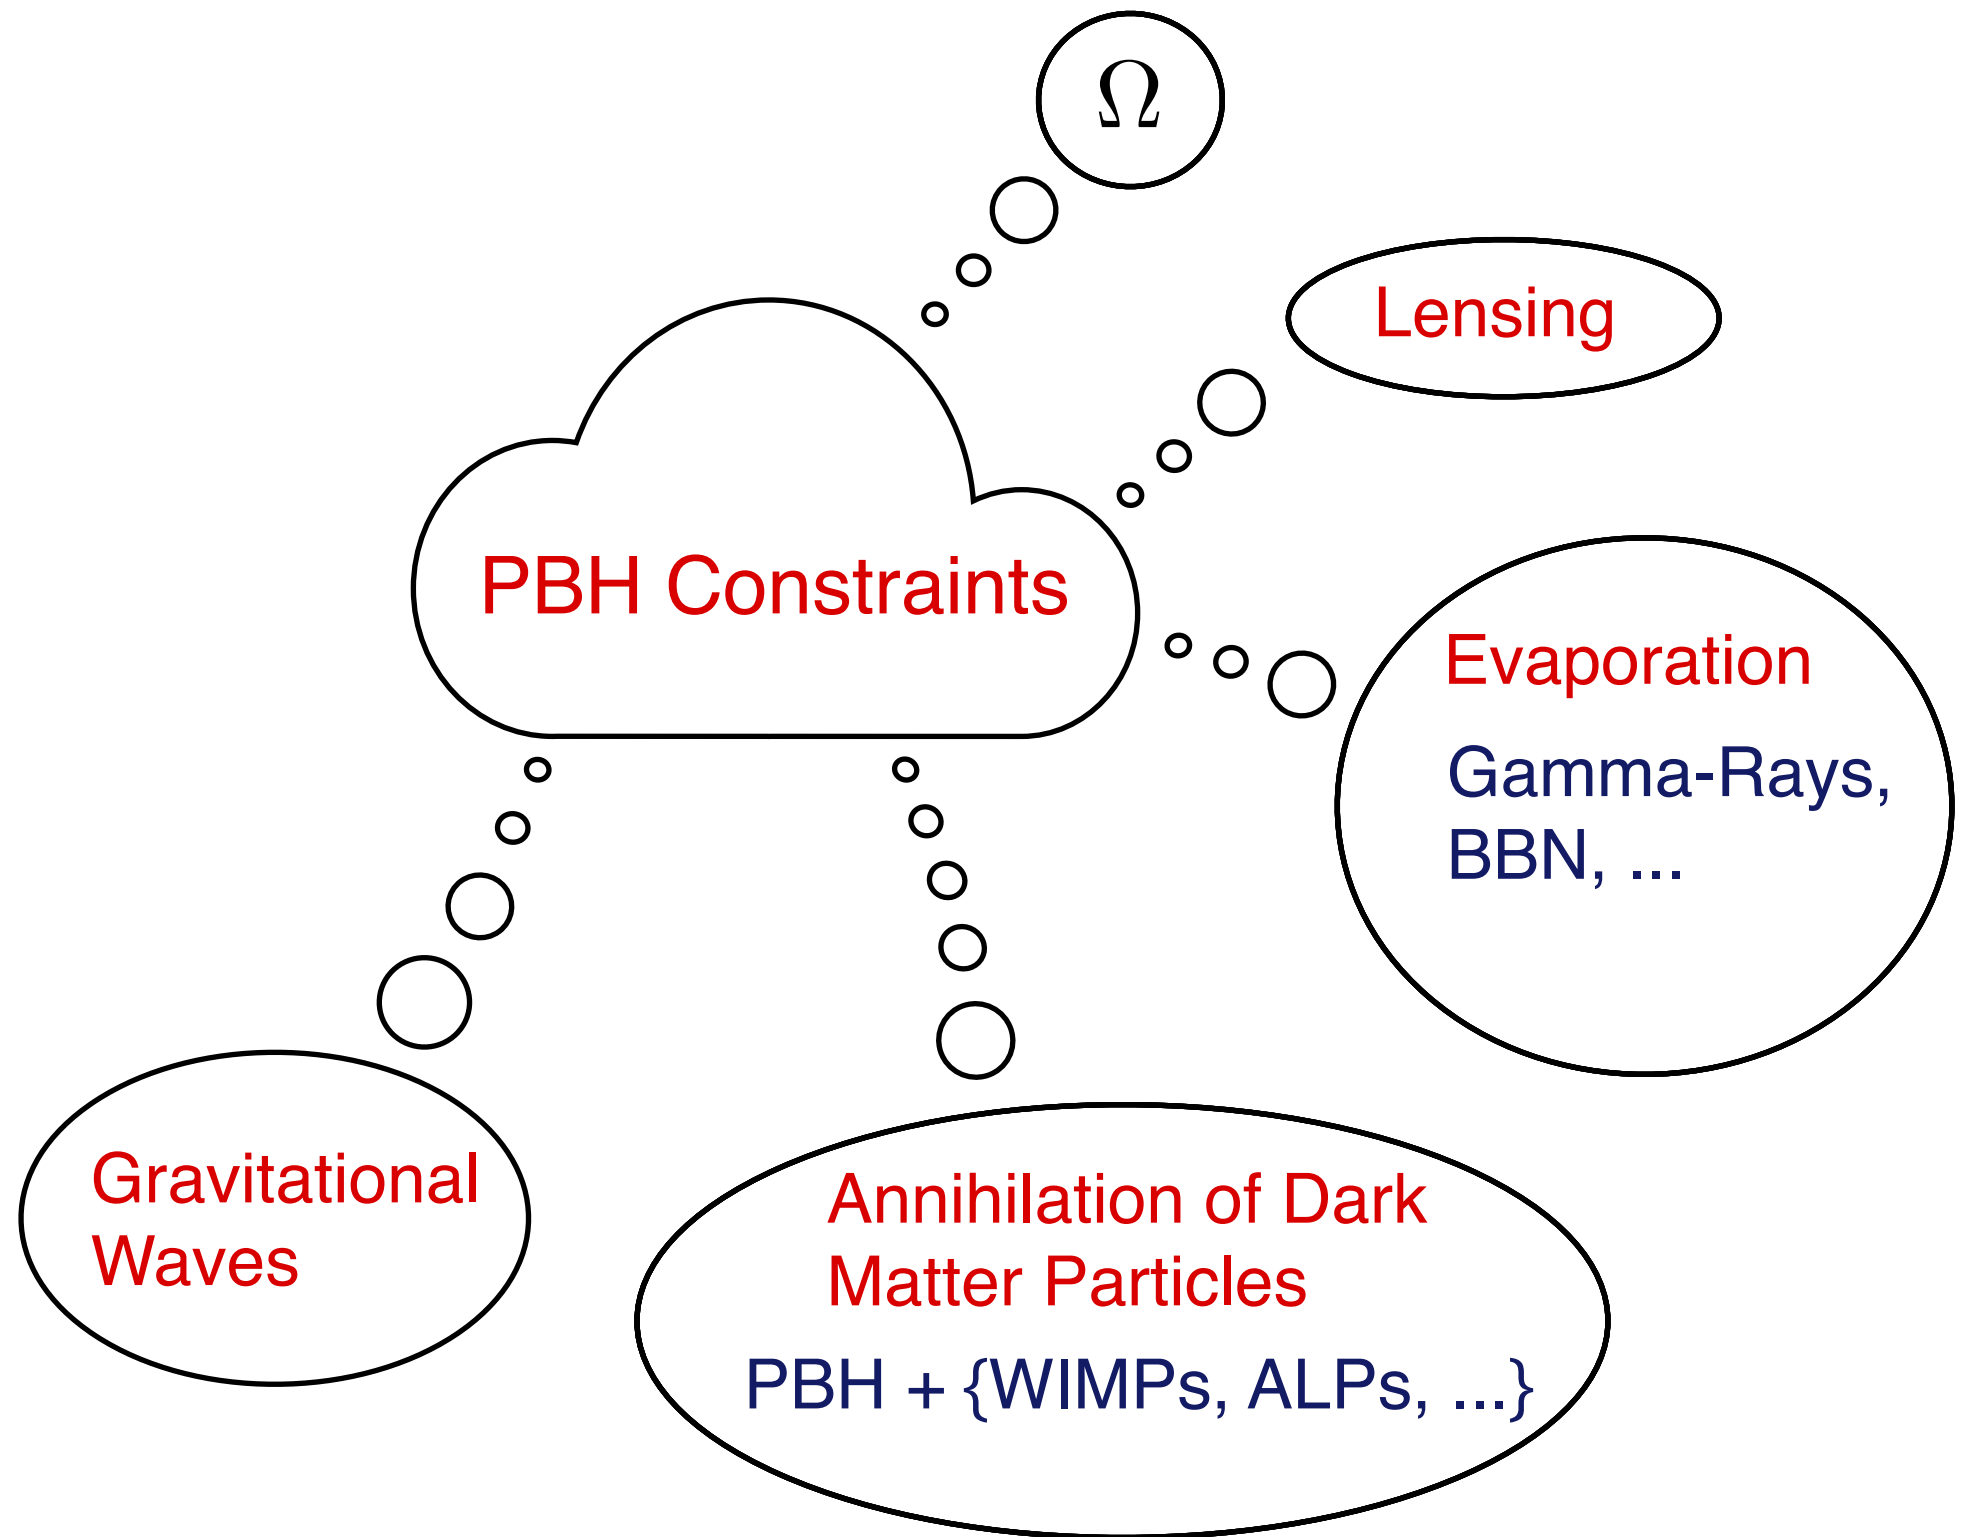 Ω
Lensing
PBH Constraints
Evaporation
Gamma-Rays,
BBN, ...
Gravitational
Waves
Annihilation of Dark
Matter Particles
PBH + {WIMPs, ALPs, ...}